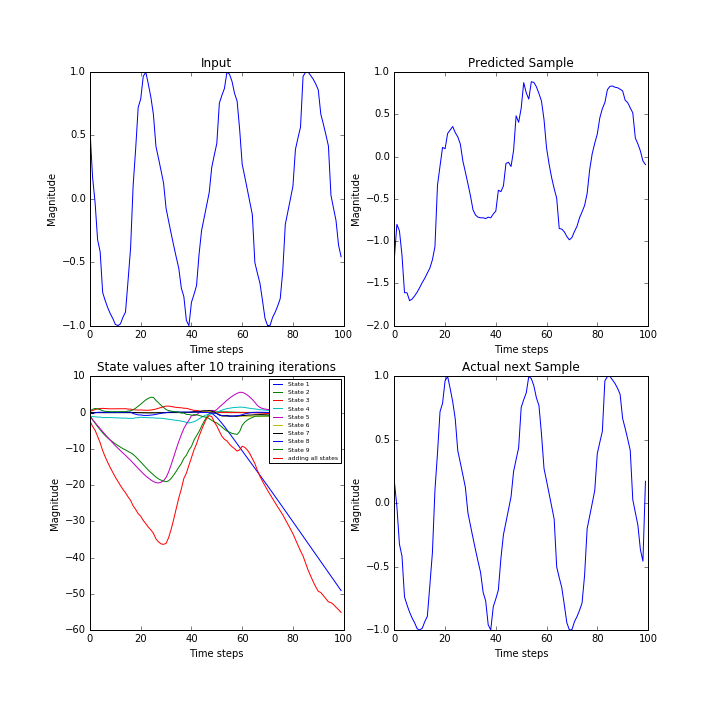 Input
Magnitude
1.0
0.5
0.0
−0.5
−1.0
0 20 40 60 80 100
Time steps
Predicted Sample
Magnitude
1.0
0.5
0.0
−0.5
−1.0
−1.5
−2.0
0 20 40 60 80 100
Time steps
State values after 10 training iterations
Magnitude
10
0
−10
−20
−30
−40
−50
−60
State 1
State 2
State 3
State 4
State 5
State 6
State 7
State 8
State 9
adding all states
0 20 40 60 80 100
Time steps
Actual next Sample
Magnitude
1.0
0.5
0.0
−0.5
−1.0
0 20 40 60 80 100
Time steps